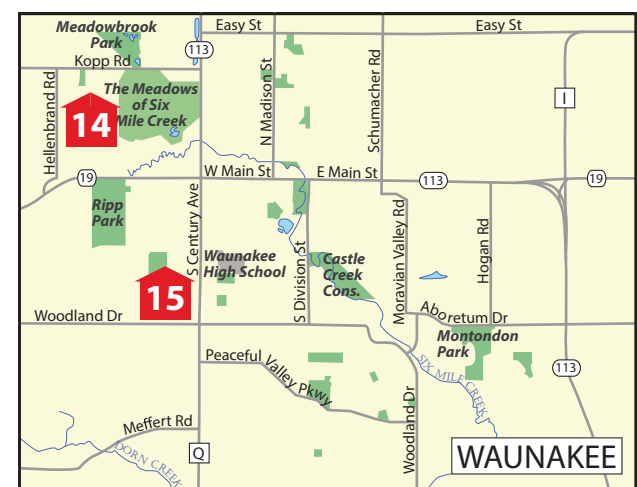 Meadowbrook
Park
Easy St
Easy St
113
Kopp Rd
The Meadows
of Six
Mile Creek
14
Hellenbrand Rd
N Madison St
Schumacher Rd
I
19
W Main St
E Main St
113
19
Ripp
Park
S Century Ave
Waunakee
High School
S Division St
Castle
Creek
Cons.
Moravian Valley Rd
Hogan Rd
15
Woodland Dr
Aboretum Dr
Montondon
Park
Peaceful Valley Pkwy
SIX MILE CREEK
113
Woodland Dr
Meffert Rd
DORN CREEK
Q
WAUNAKEE